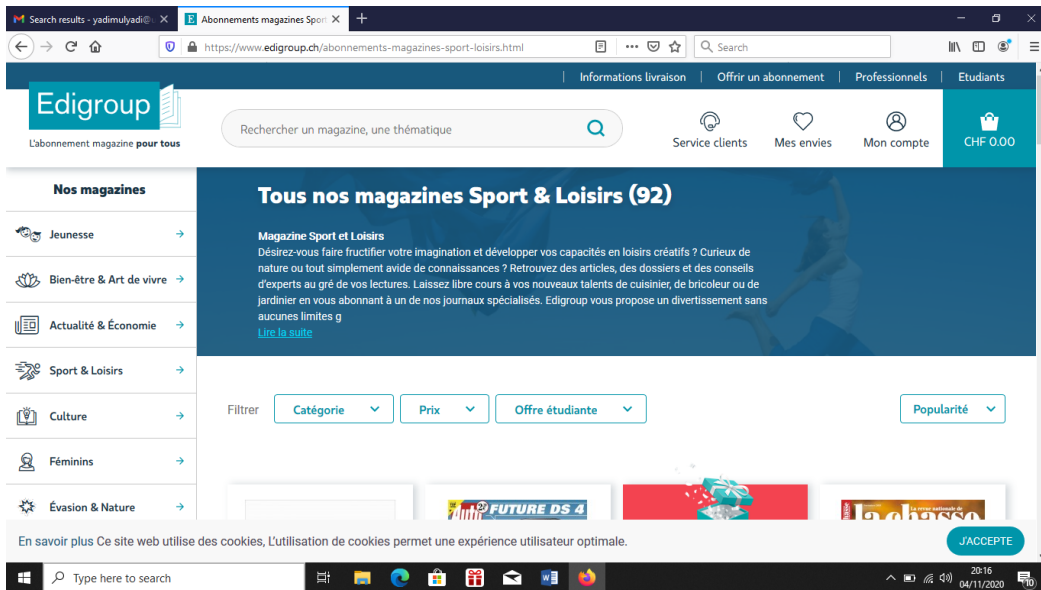 Search results - yadimulyadi@u
Abonnements magazines Sport
https://www.edigroup.ch/abonnements-magazines-sport-loisirs.html
Search
Informations livraison | Offrir un abonnement | Professionnels | Etudiants
Edigroup
L'abonnement magazine pour tous
Rechercher un magazine, une thématique
Service clients
Mes envies
Mon compte
CHF 0.00
Nos magazines
Jeunesse
Bien-être & Art de vivre
Actualité & Économie
Sport & Loisirs
Culture
Féminins
Évasion & Nature
Tous nos magazines Sport & Loisirs (92)
Magazine Sport et Loisirs
Désirez-vous faire fructifier votre imagination et développer vos capacités en loisirs créatifs ? Curieux de
nature ou tout simplement avide de connaissances ? Retrouvez des articles, des dossiers et des conseils
d'experts au gré de vos lectures. Laissez libre cours à vos nouveaux talents de cuisinier, de bricoleur ou de
jardinier en vous abonnant à un de nos journaux spécialisés. Edigroup vous propose un divertissement sans
aucunes limites g
Lire la suite
Filtrer
Catégorie
Prix
Offre étudiante
Popularité
FUTURE DS 4
La revue nationale de
la chasse
En savoir plus Ce site web utilise des cookies, L'utilisation de cookies permet une expérience utilisateur optimale.
J'ACCEPTE
Type here to search
20:16
04/11/2020